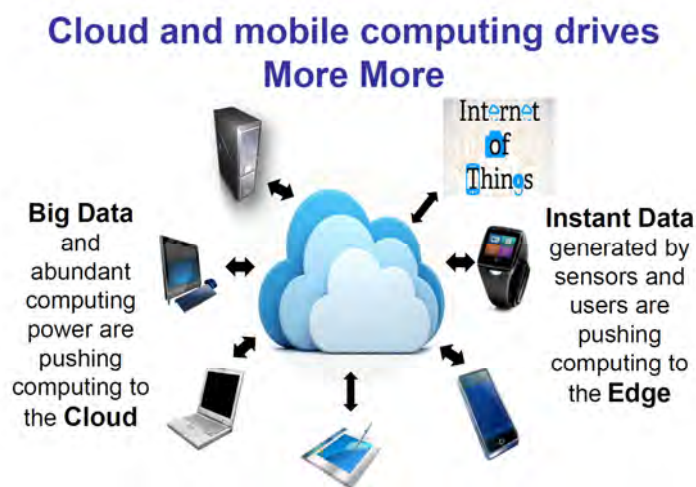 Cloud and mobile computing drives
More More
Internet
of
Things
Big Data
and
abundant
computing
power are
pushing
computing to
the Cloud
Instant Data
generated by
sensors and
users are
pushing
computing to
the Edge